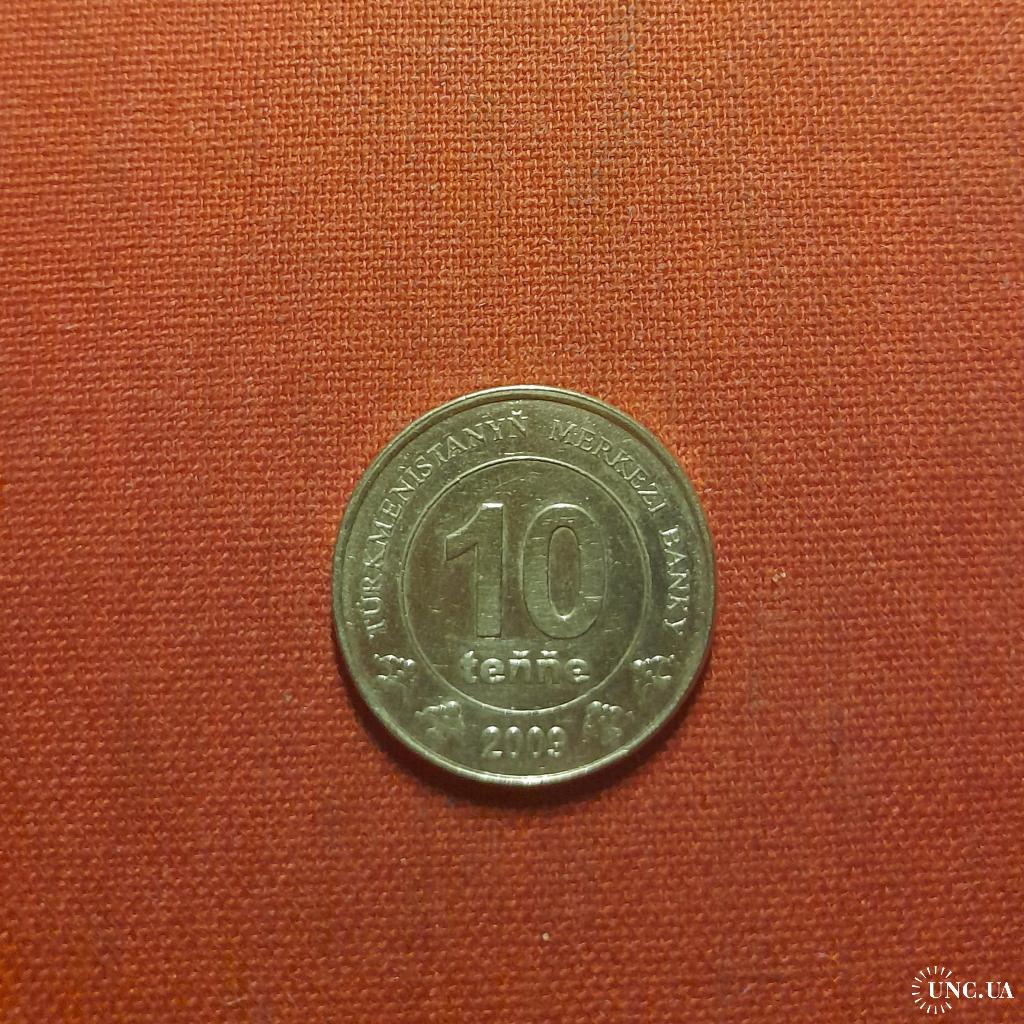 TÜRKMENISTANYŇ MERKEZI BANKY
10
teňňe
2009
UNC.UA